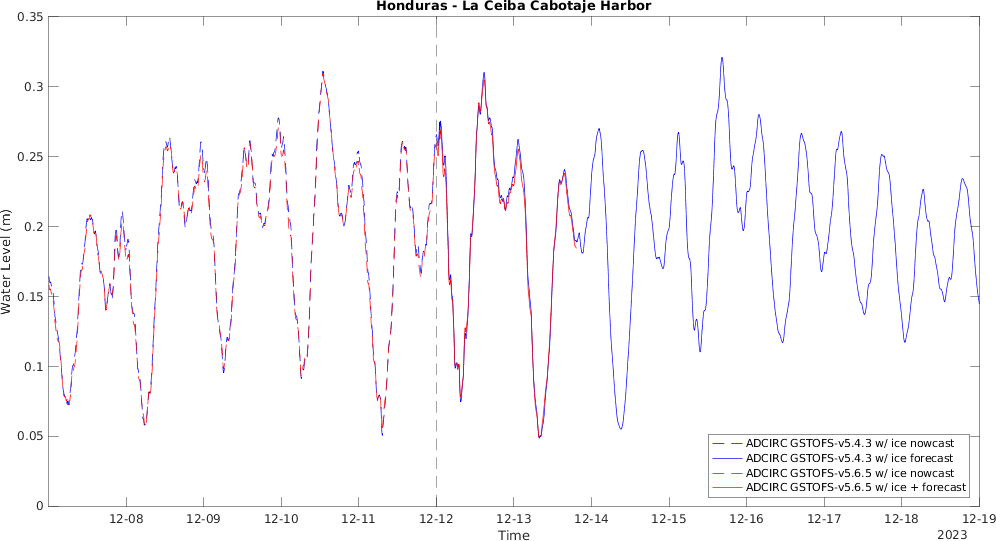 Honduras - La Ceiba Cabotaje Harbor
0.35
0.3
0.25
0.2
0.15
0.1
0.05
0
Water Level (m)
ADCIRC GSTOFS-v5.4.3 w/ ice nowcast
ADCIRC GSTOFS-v5.4.3 w/ ice forecast
ADCIRC GSTOFS-v5.6.5 w/ ice nowcast
ADCIRC GSTOFS-v5.6.5 w/ ice + forecast
12-08 12-09 12-10 12-11 12-12 12-13 12-14 12-15 12-16 12-17 12-18 12-19
Time
2023